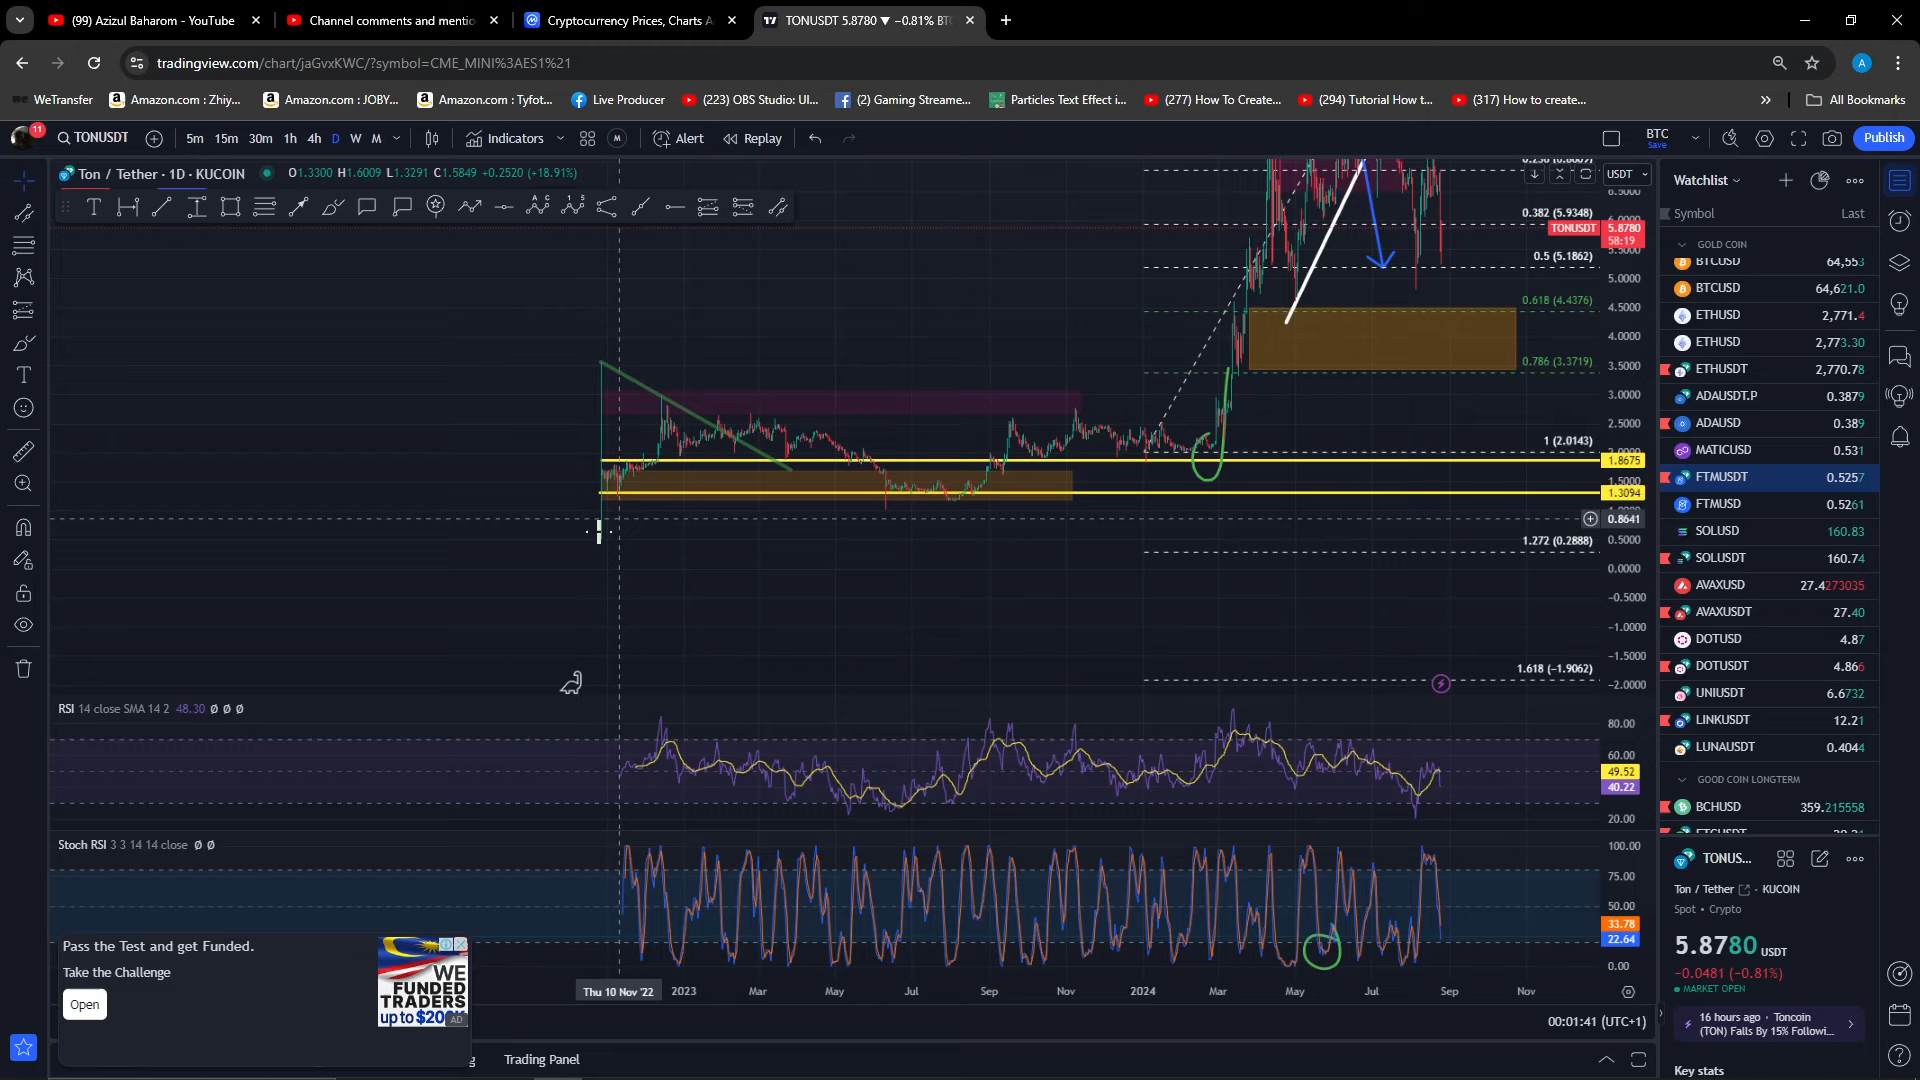 (99) Azizul Baharom - YouTube
Channel comments and mentio
Cryptocurrency Prices, Charts A
TONUSDT 5.8780 ▼ −0.81% BTC
tradingview.com/chart/jaGvxKWC/?symbol=CME_MINI%3AES1%21
A
WeTransfer
Amazon.com : Zhiy...
Amazon.com : JOBY...
Amazon.com : Tyfot...
Live Producer
(223) OBS Studio: Ul...
(2) Gaming Streame...
Particles Text Effect i...
(277) How To Create...
(294) Tutorial How t...
(317) How to create...
All Bookmarks
11
TONUSDT
5m 15m 30m 1h 4h D W M
Indicators
M
Alert
Replay
BTC
Save
Publish
Ton / Tether · 1D · KUCOIN
O1.3300 H1.6009 L1.3291 C1.5849 +0.2520 (+18.91%)
USDT
0.382 (5.9348)
TONUSDT 5.8780
58:19
0.5 (5.1862)
5.0000
0.618 (4.4376)
4.5000
4.0000
0.786 (3.3719)
3.5000
3.0000
2.5000
1 (2.0143)
1.8675
1.5000
1.3094
0.8641
1.272 (0.2888)
0.5000
0.0000
−0.5000
−1.0000
−1.5000
1.618 (−1.9062)
−2.0000
RSI 14 close SMA 14 2 48.30 Ø Ø Ø
80.00
60.00
49.52
40.22
20.00
Stoch RSI 3 3 14 14 close Ø Ø
100.00
75.00
50.00
33.78
22.64
0.00
Thu 10 Nov '22
2023 Mar May Jul Sep Nov 2024 Mar May Jul Sep Nov
00:01:41 (UTC+1)
Trading Panel
Pass the Test and get Funded.
Take the Challenge
Open
WE
FUNDED
TRADERS
up to $200K
AD
Watchlist
Symbol Last
GOLD COIN
BTCUSD 64,553
BTCUSD 64,621.0
ETHUSD 2,771.4
ETHUSD 2,773.30
ETHUSDT 2,770.78
ADAUSDT.P 0.3879
ADAUSD 0.389
MATICUSD 0.531
FTMUSDT 0.5257
FTMUSD 0.5261
SOLUSD 160.83
SOLUSDT 160.74
AVAXUSD 27.4273035
AVAXUSDT 27.40
DOTUSD 4.87
DOTUSDT 4.866
UNIUSDT 6.6732
LINKUSDT 12.21
LUNAUSDT 0.4044
GOOD COIN LONGTERM
BCHUSD 359.215558
TONUS...
Ton / Tether · KUCOIN
Spot • Crypto
5.8780 USDT
−0.0481 (−0.81%)
MARKET OPEN
16 hours ago · Toncoin
(TON) Falls By 15% Followi...
Key stats